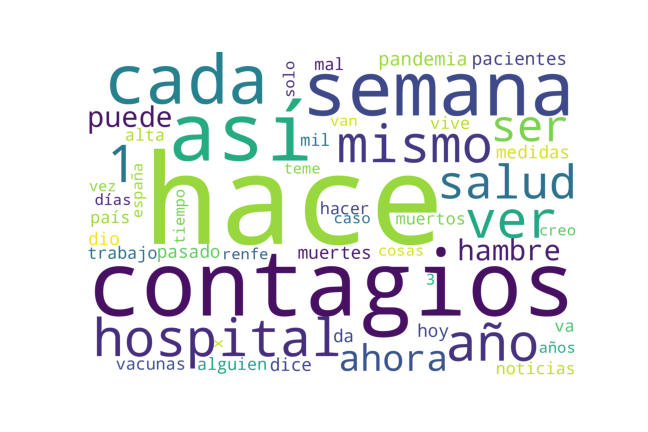 cada
solo
mal
pandemia
pacientes
semana
puede
así
van
vive
ser
alta
mil
mismo
medidas
1
hace
teme
salud
vez
españa
días
hacer
país
tiempo
caso
muertos
ver
creo
dio
trabajo
pasado
renfe
muertes
cosas
hambre
contagios
3
hospital
x
da
hoy
ahora
año
va
años
vacunas
alguien
dice
noticias